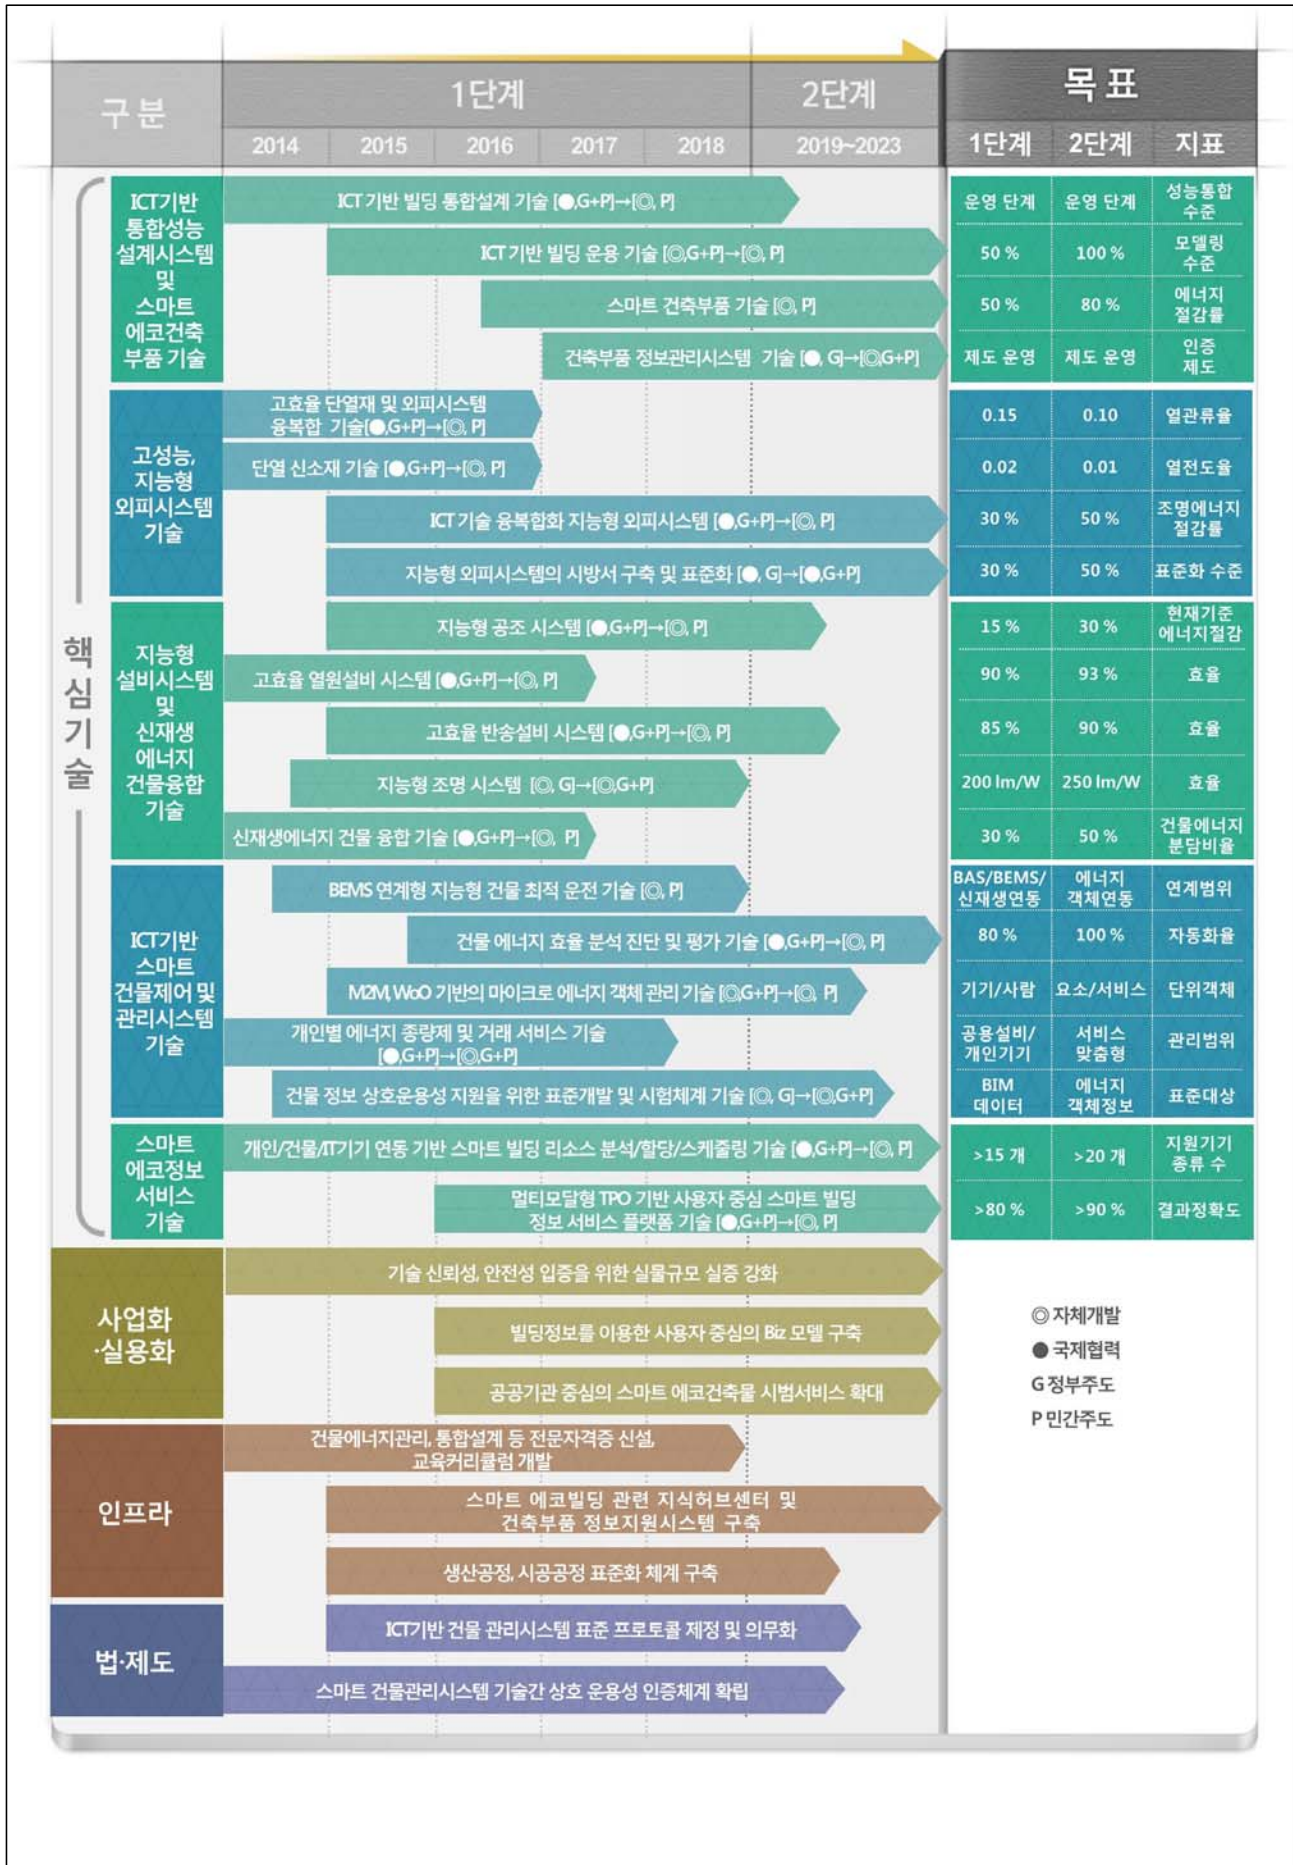 구분
1단계
2단계
목표
2014
2015
2016
2017
2018
2019~2023
1단계
2단계
지표
핵심기술
ICT기반
통합성능
설계시스템
및
스마트
에코건축
부품 기술
ICT 기반 빌딩 통합설계 기술 [●,G+P]→[◎, P]
운영 단계
운영 단계
성능통합
수준
ICT 기반 빌딩 운용 기술 [◎,G+P]→[◎, P]
50 %
100 %
모델링
수준
스마트 건축부품 기술 [◎, P]
50 %
80 %
에너지
절감률
건축부품 정보관리시스템 기술 [●, G]→[◎,G+P]
제도 운영
제도 운영
인증
제도
고성능,
지능형
외피시스템
기술
고효율 단열재 및 외피시스템
융복합 기술[●,G+P]→[◎, P]
0.15
0.10
열관류율
단열 신소재 기술 [●,G+P]→[◎, P]
0.02
0.01
열전도율
ICT 기술 융복합화 지능형 외피시스템 [●,G+P]→[◎, P]
30 %
50 %
조명에너지
절감률
지능형 외피시스템의 시방서 구축 및 표준화 [●, G]→[●,G+P]
30 %
50 %
표준화 수준
지능형
설비시스템
및
신재생
에너지
건물융합
기술
지능형 공조 시스템 [●,G+P]→[◎, P]
15 %
30 %
현재기준
에너지절감
고효율 열원설비 시스템 [●,G+P]→[◎, P]
90 %
93 %
효율
고효율 반송설비 시스템 [●,G+P]→[◎, P]
85 %
90 %
효율
지능형 조명 시스템 [◎, G]→[◎,G+P]
200 lm/W
250 lm/W
효율
신재생에너지 건물 융합 기술 [●,G+P]→[◎, P]
30 %
50 %
건물에너지
분담비율
ICT기반
스마트
건물제어 및
관리시스템
기술
BEMS 연계형 지능형 건물 최적 운전 기술 [◎, P]
BAS/BEMS/
신재생연동
에너지
객체연동
연계범위
건물 에너지 효율 분석 진단 및 평가 기술 [●,G+P]→[◎, P]
80 %
100 %
자동화율
M2M, WoO 기반의 마이크로 에너지 객체 관리 기술 [◎,G+P]→[◎, P]
기기/사람
요소/서비스
단위객체
개인별 에너지 종량제 및 거래 서비스 기술
[●,G+P]→[◎,G+P]
공용설비/
개인기기
서비스
맞춤형
관리범위
건물 정보 상호운용성 지원을 위한 표준개발 및 시험체계 기술 [◎, G]→[◎,G+P]
BIM
데이터
에너지
객체정보
표준대상
스마트
에코정보
서비스
기술
개인/건물/IT기기 연동 기반 스마트 빌딩 리소스 분석/할당/스케줄링 기술 [●,G+P]→[◎, P]
>15 개
>20 개
지원기기
종류 수
멀티모달형 TPO 기반 사용자 중심 스마트 빌딩
정보 서비스 플랫폼 기술 [●,G+P]→[◎, P]
>80 %
>90 %
결과정확도
사업화
·실용화
기술 신뢰성, 안전성 입증을 위한 실물규모 실증 강화
빌딩정보를 이용한 사용자 중심의 Biz 모델 구축
공공기관 중심의 스마트 에코건축물 시범서비스 확대
◎ 자체개발
● 국제협력
G 정부주도
P 민간주도
인프라
건물에너지관리, 통합설계 등 전문자격증 신설,
교육커리큘럼 개발
스마트 에코빌딩 관련 지식허브센터 및
건축부품 정보지원시스템 구축
생산공정, 시공공정 표준화 체계 구축
법·제도
ICT기반 건물 관리시스템 표준 프로토콜 제정 및 의무화
스마트 건물관리시스템 기술간 상호 운용성 인증체계 확립